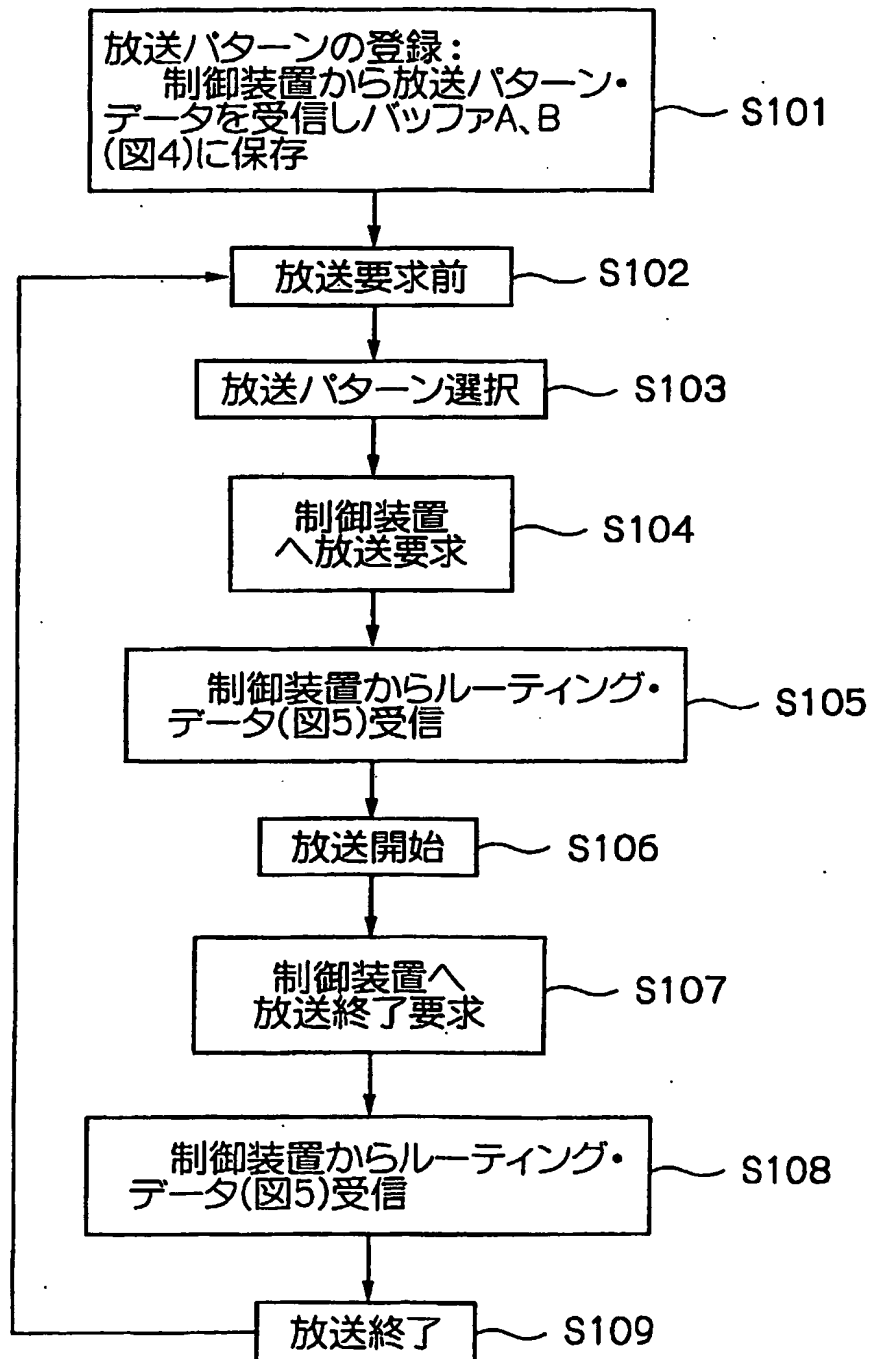 放送パターンの登録:
制御装置から放送パターン・
データを受信しバッファA、B
(図4)に保存
S101
放送要求前
S102
放送パターン選択
S103
制御装置
へ放送要求
S104
制御装置からルーティング・
データ(図5)受信
S105
放送開始
S106
制御装置へ
放送終了要求
S107
制御装置からルーティング・
データ(図5)受信
S108
放送終了
S109